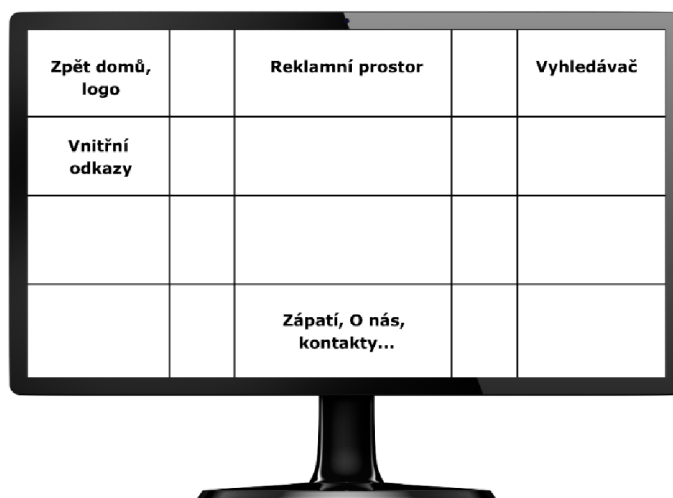 Zpět domů,
logo
Reklamní prostor
Vyhledávač
Vnitřní
odkazy
Zápatí, O nás,
kontakty...